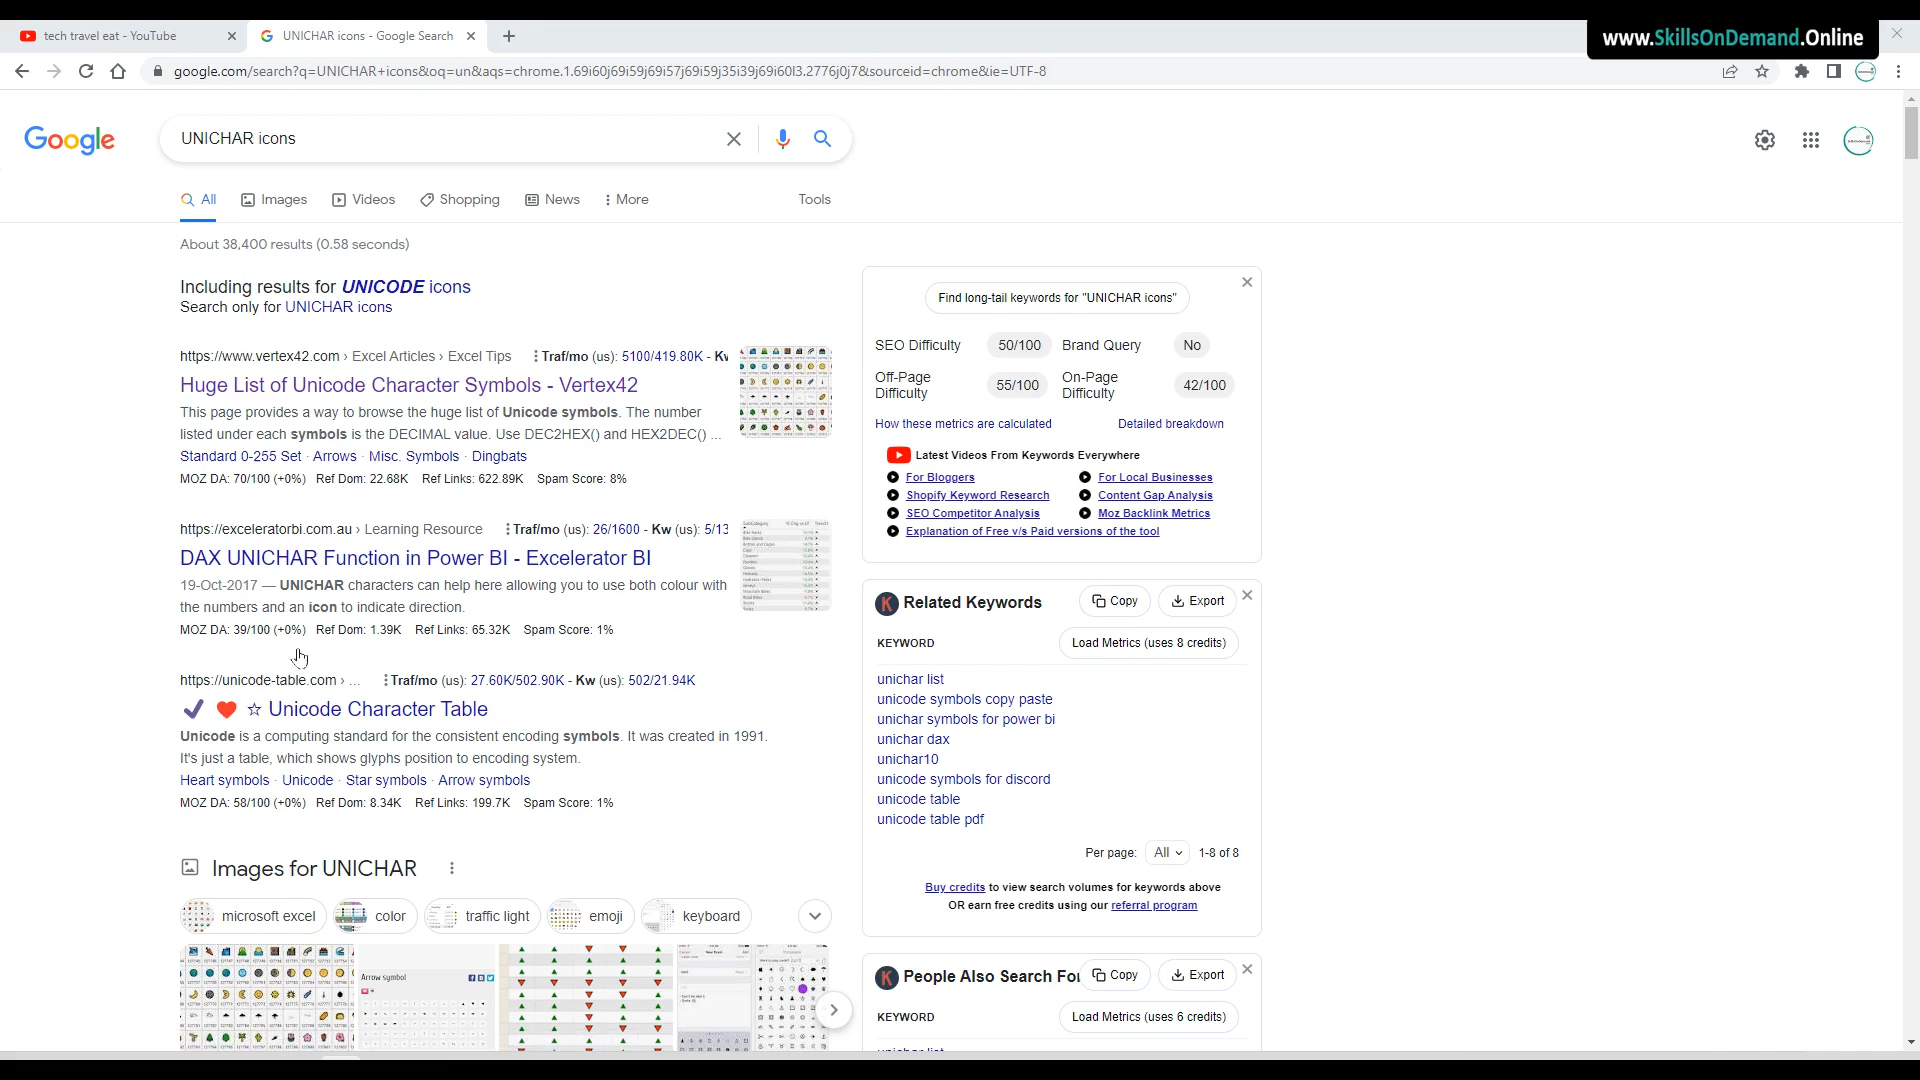 tech travel eat - YouTube
UNICHAR icons - Google Search
www.SkillsOnDemand.Online
google.com/search?q=UNICHAR+icons&oq=un&aqs=chrome.1.69i60j69i59j69i57j69i59j35i39j69i60l3.2776j0j7&sourceid=chrome&ie=UTF-8
Google
UNICHAR icons
All
Images
Videos
Shopping
News
More
Tools
About 38,400 results (0.58 seconds)
Including results for UNICODE icons
Search only for UNICHAR icons
https://www.vertex42.com › Excel Articles › Excel Tips
Traf/mo (us): 5100/419.80K - Kw
Huge List of Unicode Character Symbols - Vertex42
This page provides a way to browse the huge list of Unicode symbols. The number
listed under each symbols is the DECIMAL value. Use DEC2HEX() and HEX2DEC() ...
Standard 0-255 Set · Arrows · Misc. Symbols · Dingbats
MOZ DA: 70/100 (+0%) Ref Dom: 22.68K Ref Links: 622.89K Spam Score: 8%
https://exceleratorbi.com.au › Learning Resource
Traf/mo (us): 26/1600 - Kw (us): 5/13
DAX UNICHAR Function in Power BI - Excelerator BI
19-Oct-2017 — UNICHAR characters can help here allowing you to use both colour with
the numbers and an icon to indicate direction.
MOZ DA: 39/100 (+0%) Ref Dom: 1.39K Ref Links: 65.32K Spam Score: 1%
https://unicode-table.com › ...
Traf/mo (us): 27.60K/502.90K - Kw (us): 502/21.94K
✔ ❤ ☆ Unicode Character Table
Unicode is a computing standard for the consistent encoding symbols. It was created in 1991.
It's just a table, which shows glyphs position to encoding system.
Heart symbols · Unicode · Star symbols · Arrow symbols
MOZ DA: 58/100 (+0%) Ref Dom: 8.34K Ref Links: 199.7K Spam Score: 1%
Images for UNICHAR
microsoft excel
color
traffic light
emoji
keyboard
Arrow symbol
Find long-tail keywords for "UNICHAR icons"
SEO Difficulty 50/100 Brand Query No
Off-Page Difficulty 55/100 On-Page Difficulty 42/100
How these metrics are calculated
Detailed breakdown
Latest Videos From Keywords Everywhere
For Bloggers
For Local Businesses
Shopify Keyword Research
Content Gap Analysis
SEO Competitor Analysis
Moz Backlink Metrics
Explanation of Free v/s Paid versions of the tool
K Related Keywords
Copy
Export
KEYWORD
Load Metrics (uses 8 credits)
unichar list
unicode symbols copy paste
unichar symbols for power bi
unichar dax
unichar10
unicode symbols for discord
unicode table
unicode table pdf
Per page: All 1-8 of 8
Buy credits to view search volumes for keywords above
OR earn free credits using our referral program
K People Also Search For
Copy
Export
KEYWORD
Load Metrics (uses 6 credits)